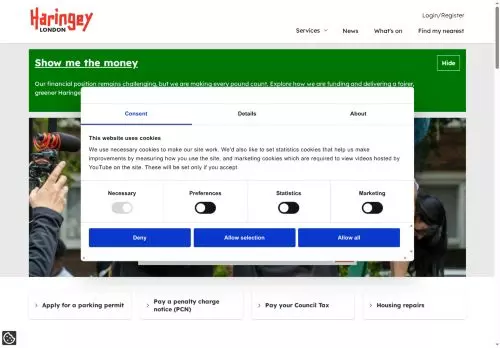 Haringey
LONDON
Login/Register
Services
News
What's on
Find my nearest
Show me the money
Hide
Our financial position remains challenging, but we are making every pound count. Explore how we are funding and delivering a fairer,
greener Haringe
Consent
Details
About
This website uses cookies
We use necessary cookies to make our site work. We'd also like to set statistics cookies that help us make
improvements by measuring how you use the site, and marketing cookies which are required to view videos hosted by
YouTube on the site. These will be set only if you accept.
Necessary
Preferences
Statistics
Marketing
Deny
Allow selection
Allow all
Apply for a parking permit
Pay a penalty charge
notice (PCN)
Pay your Council Tax
Housing repairs